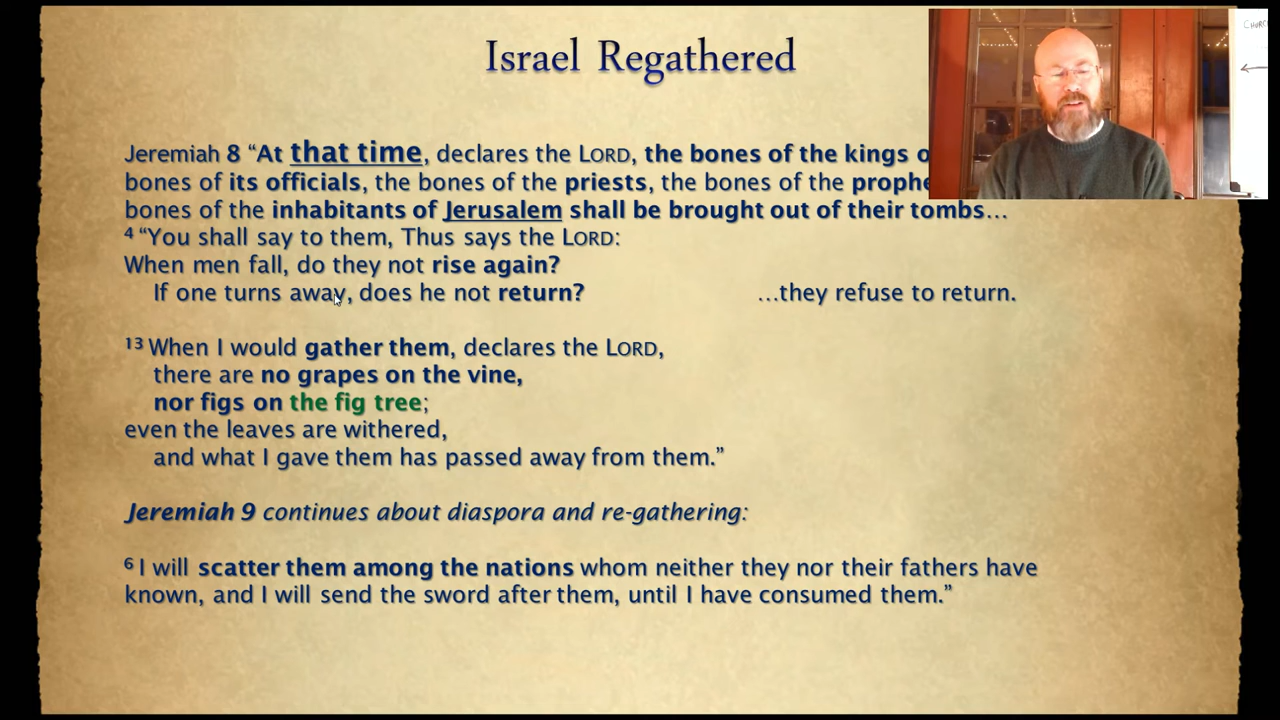 Israel Regathered
Jeremiah 8 “At that time, declares the LORD, the bones of the kings
bones of its officials, the bones of the priests, the bones of the
bones of the inhabitants of Jerusalem shall be brought out of their tombs…
4 “You shall say to them, Thus says the LORD:
When men fall, do they not rise again?
If one turns away, does he not return? …they refuse to return.
13 When I would gather them, declares the LORD,
there are no grapes on the vine,
nor figs on the fig tree;
even the leaves are withered,
and what I gave them has passed away from them.”
Jeremiah 9 continues about diaspora and re-gathering:
6 I will scatter them among the nations whom neither they nor their fathers have
known, and I will send the sword after them, until I have consumed them.”